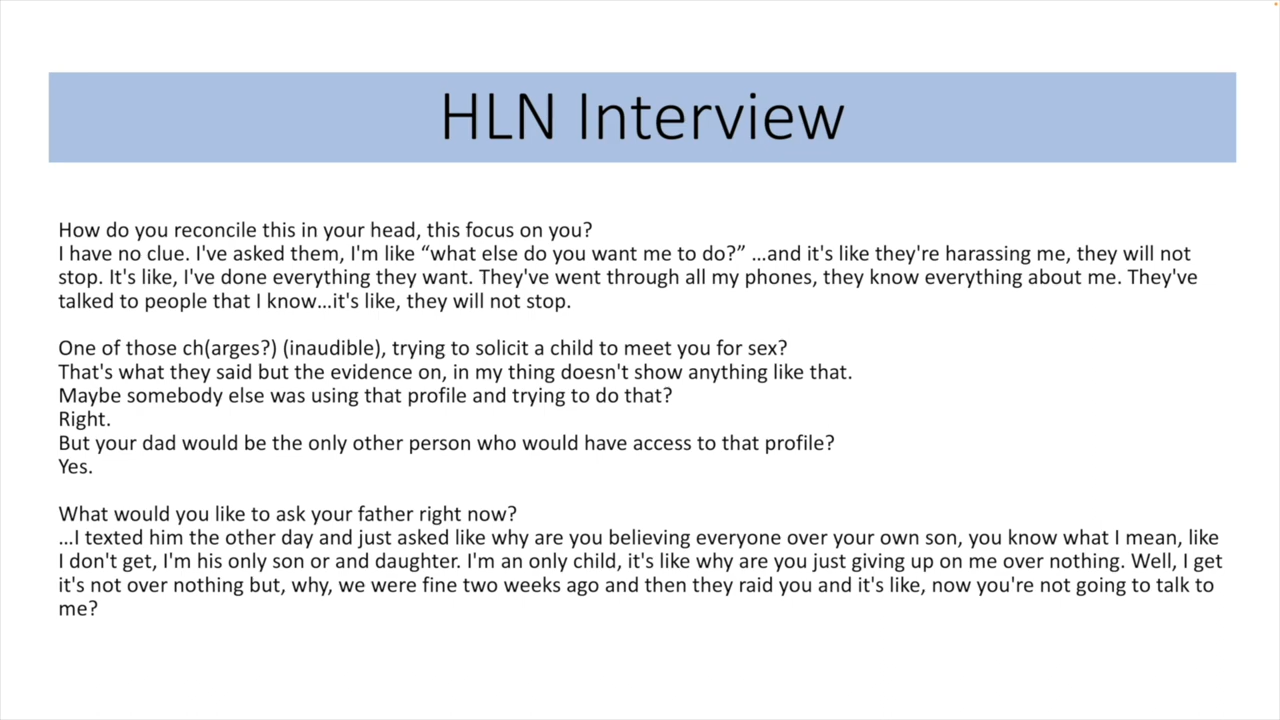 HLN Interview
How do you reconcile this in your head, this focus on you?
I have no clue. I've asked them, I'm like “what else do you want me to do?” …and it's like they're harassing me, they will not
stop. It's like, I've done everything they want. They've went through all my phones, they know everything about me. They've
talked to people that I know…it's like, they will not stop.
One of those ch(arges?) (inaudible), trying to solicit a child to meet you for sex?
That's what they said but the evidence on, in my thing doesn't show anything like that.
Maybe somebody else was using that profile and trying to do that?
Right.
But your dad would be the only other person who would have access to that profile?
Yes.
What would you like to ask your father right now?
…I texted him the other day and just asked like why are you believing everyone over your own son, you know what I mean, like
I don't get, I'm his only son or and daughter. I'm an only child, it's like why are you just giving up on me over nothing. Well, I get
it's not over nothing but, why, we were fine two weeks ago and then they raid you and it's like, now you're not going to talk to
me?